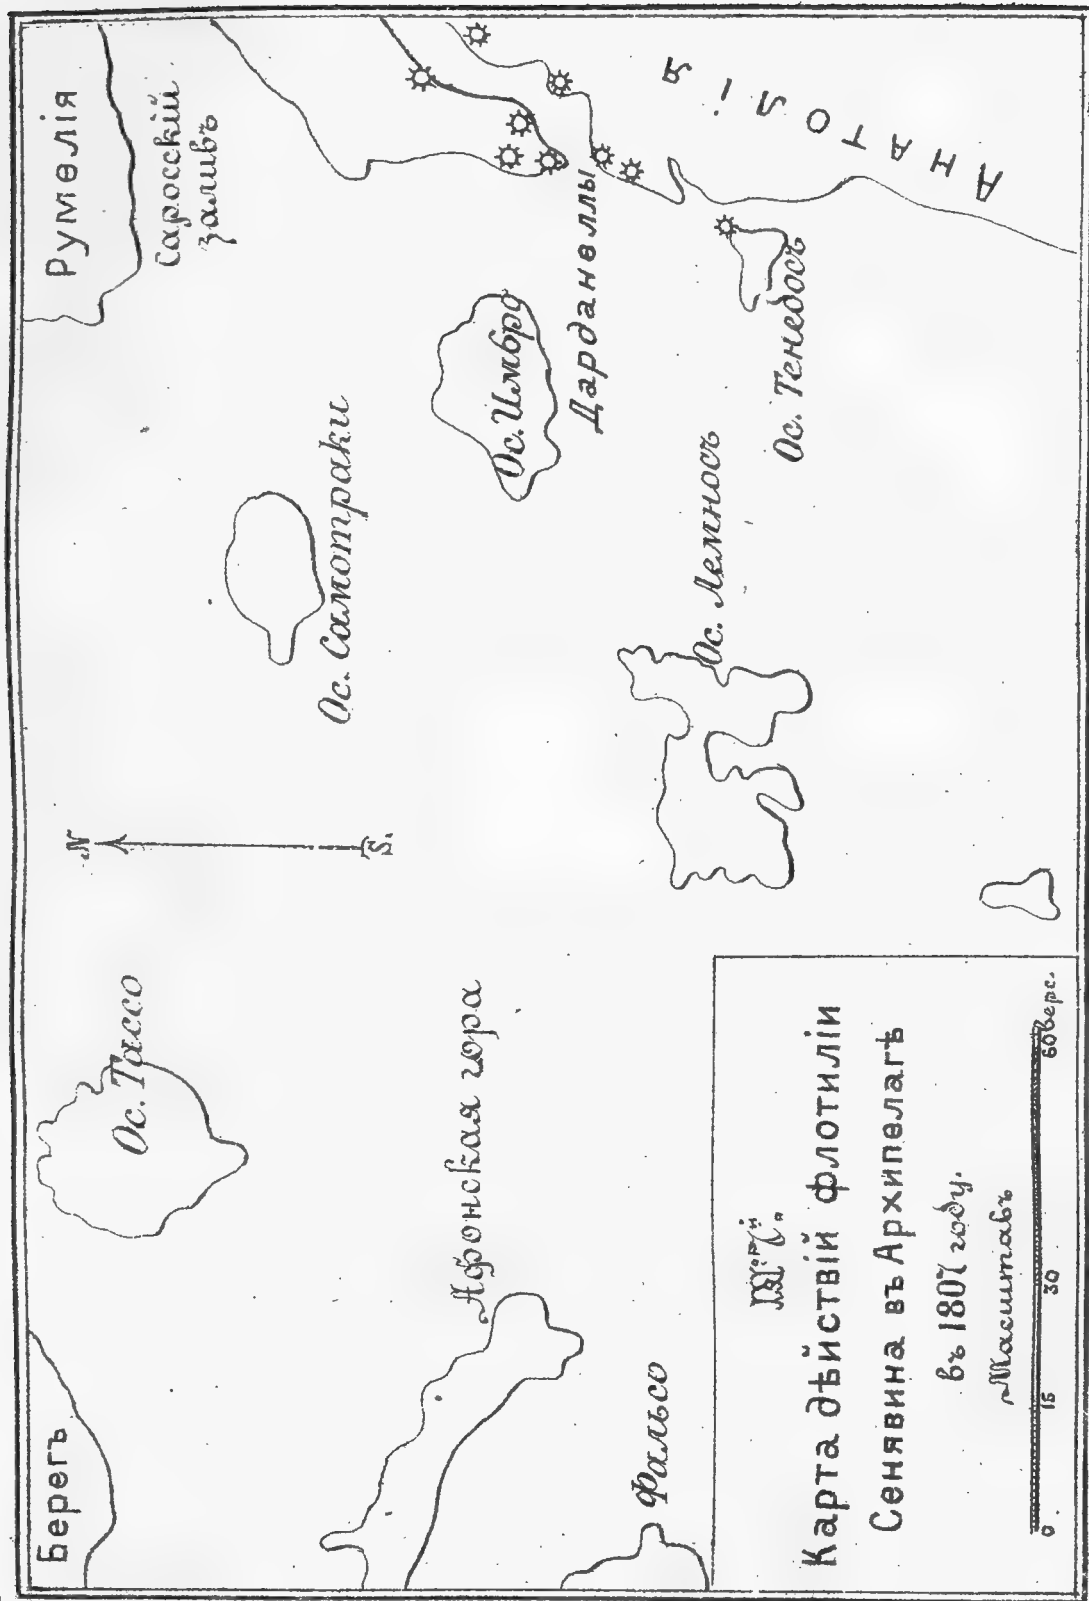 Берегъ
Ос. Тассо
N
S.
Румелія
Саросскій
заливъ
Ос. Самотраки
Афонская гора
Ос. Имбро
Дарданеллы
Анатолія
Ос. Лемносъ
Ос. Тенедосъ
Фальсо
Карта дѣйствій флотиліи
Сенявина въ Архипелагѣ
въ 1807 году.
Масштабъ
0 15 30 60 верс.